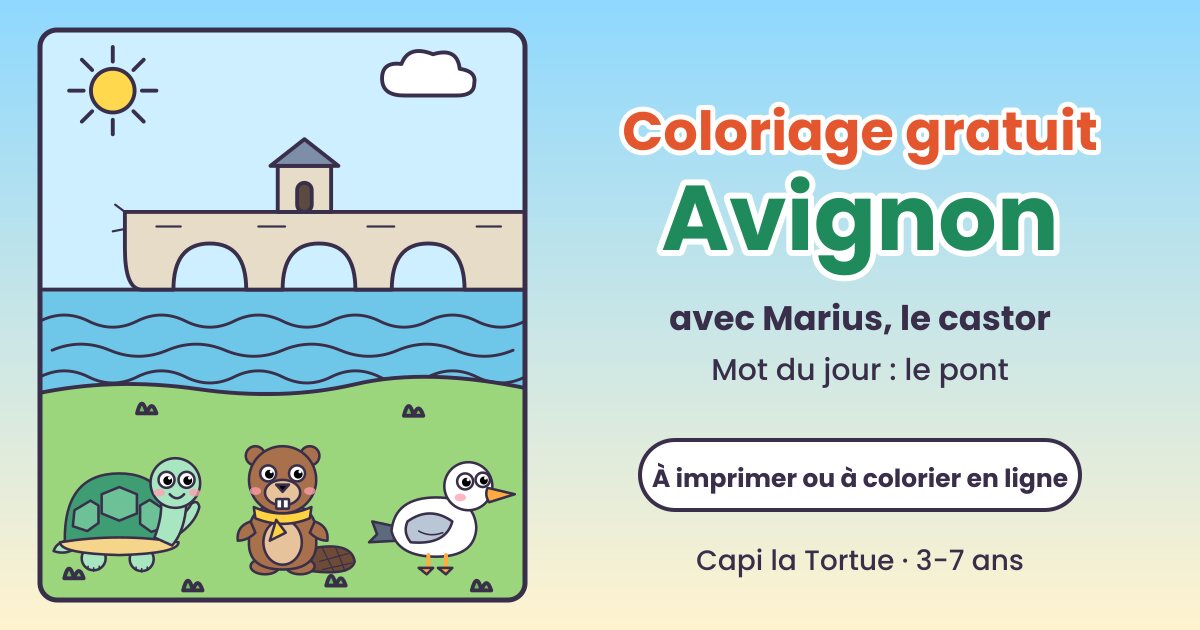 Coloriage gratuit
Avignon
avec Marius, le castor
Mot du jour : le pont
À imprimer ou à colorier en ligne
Capi la Tortue · 3-7 ans